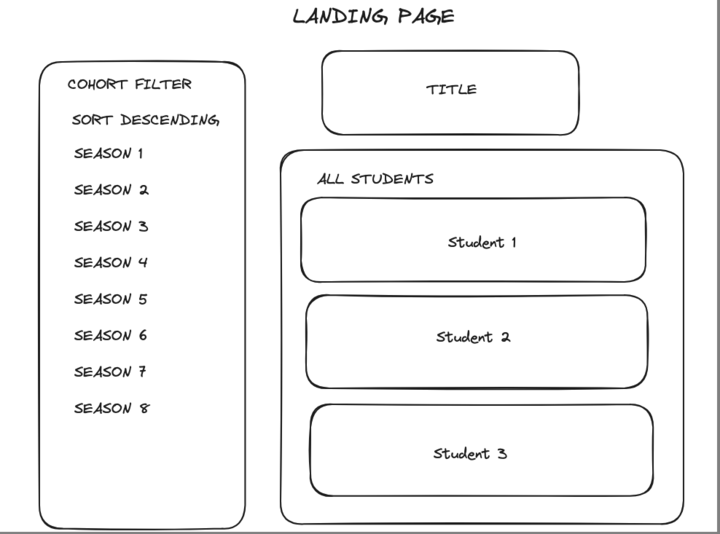 LANDING PAGE
COHORT FILTER
SORT DESCENDING
SEASON 1
SEASON 2
SEASON 3
SEASON 4
SEASON 5
SEASON 6
SEASON 7
SEASON 8
TITLE
ALL STUDENTS
Student 1
Student 2
Student 3